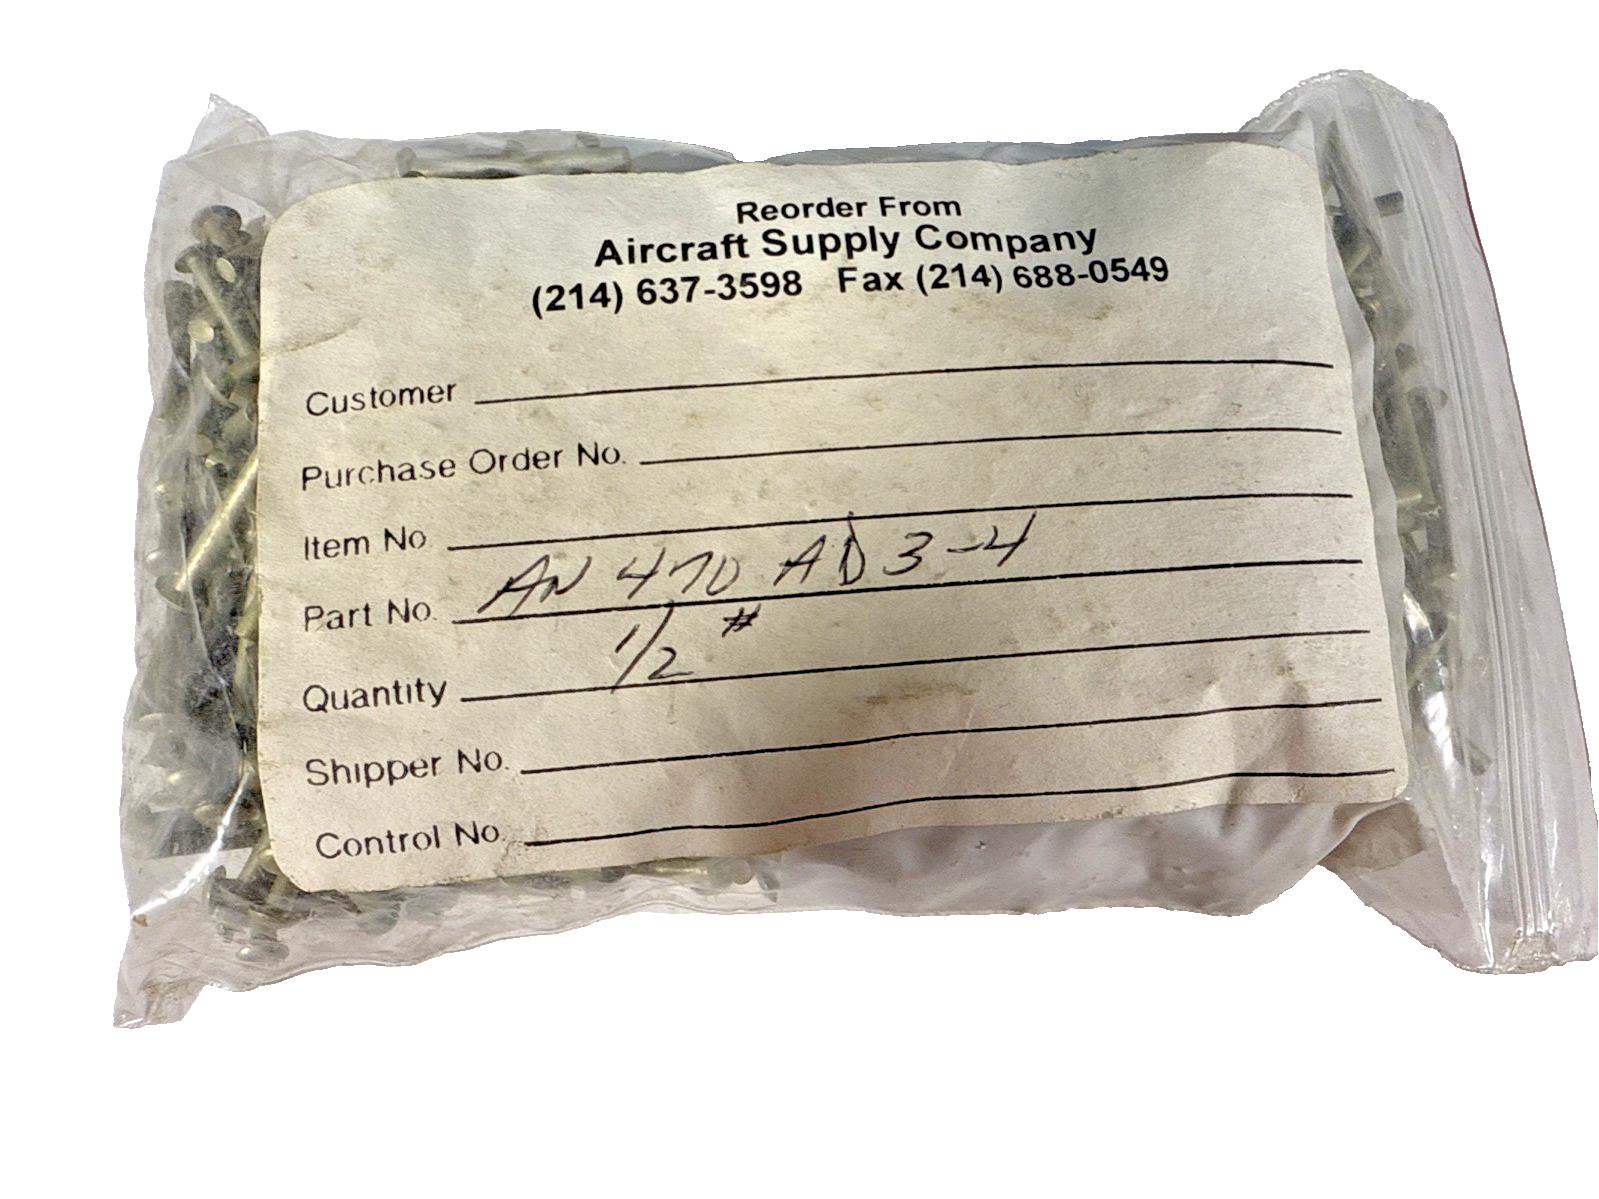 Reorder From
Aircraft Supply Company
(214) 637-3598 Fax (214) 688-0549
Customer
Purchase Order No.
Item No
Part No. AN 470 AD 3-4
Quantity 1/2 #
Shipper No.
Control No.